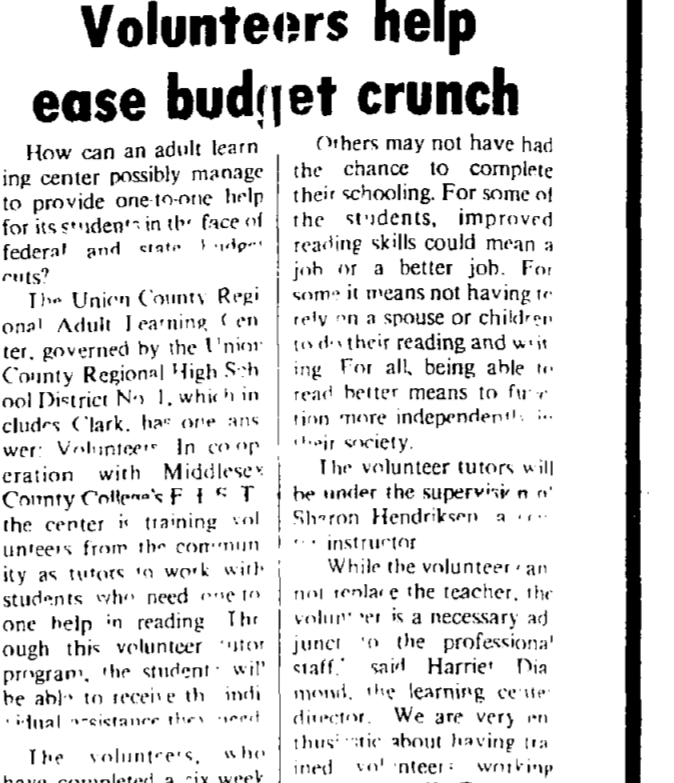 Volunteers help
ease budget crunch
How can an adult learn
ing center possibly manage
to provide one-to-one help
for its students in the face of
federal and state budget
cuts?
The Union County Regi
onal Adult Learning Cen
ter, governed by the Union
County Regional High Sch
ool District No. 1, which in
cludes Clark, has one ans
wer: Volunteers. In co op
eration with Middlesex
County College's
the center is training vol
unteers from the commun
ity as tutors to work with
students who need one to
one help in reading Thr
ough this volunteer tutor
program, the students will
be able to receive the indi
vidual assistance they need
The volunteers, who
have completed a six week
Others may not have had
the chance to complete
their schooling. For some of
the students, improved
reading skills could mean a
job or a better job. For
some it means not having to
rely on a spouse or children
to do their reading and writ
ing For all, being able to
read better means to func
tion more independently in
their society.
The volunteer tutors will
be under the supervision of
Sharon Hendriksen a
instructor
While the volunteer can
not replace the teacher, the
volunteer is a necessary ad
junct to the professional
staff,' said Harriet Dia
mond, the learning center
director. We are very en
thusiastic about having tra
ined volunteers working